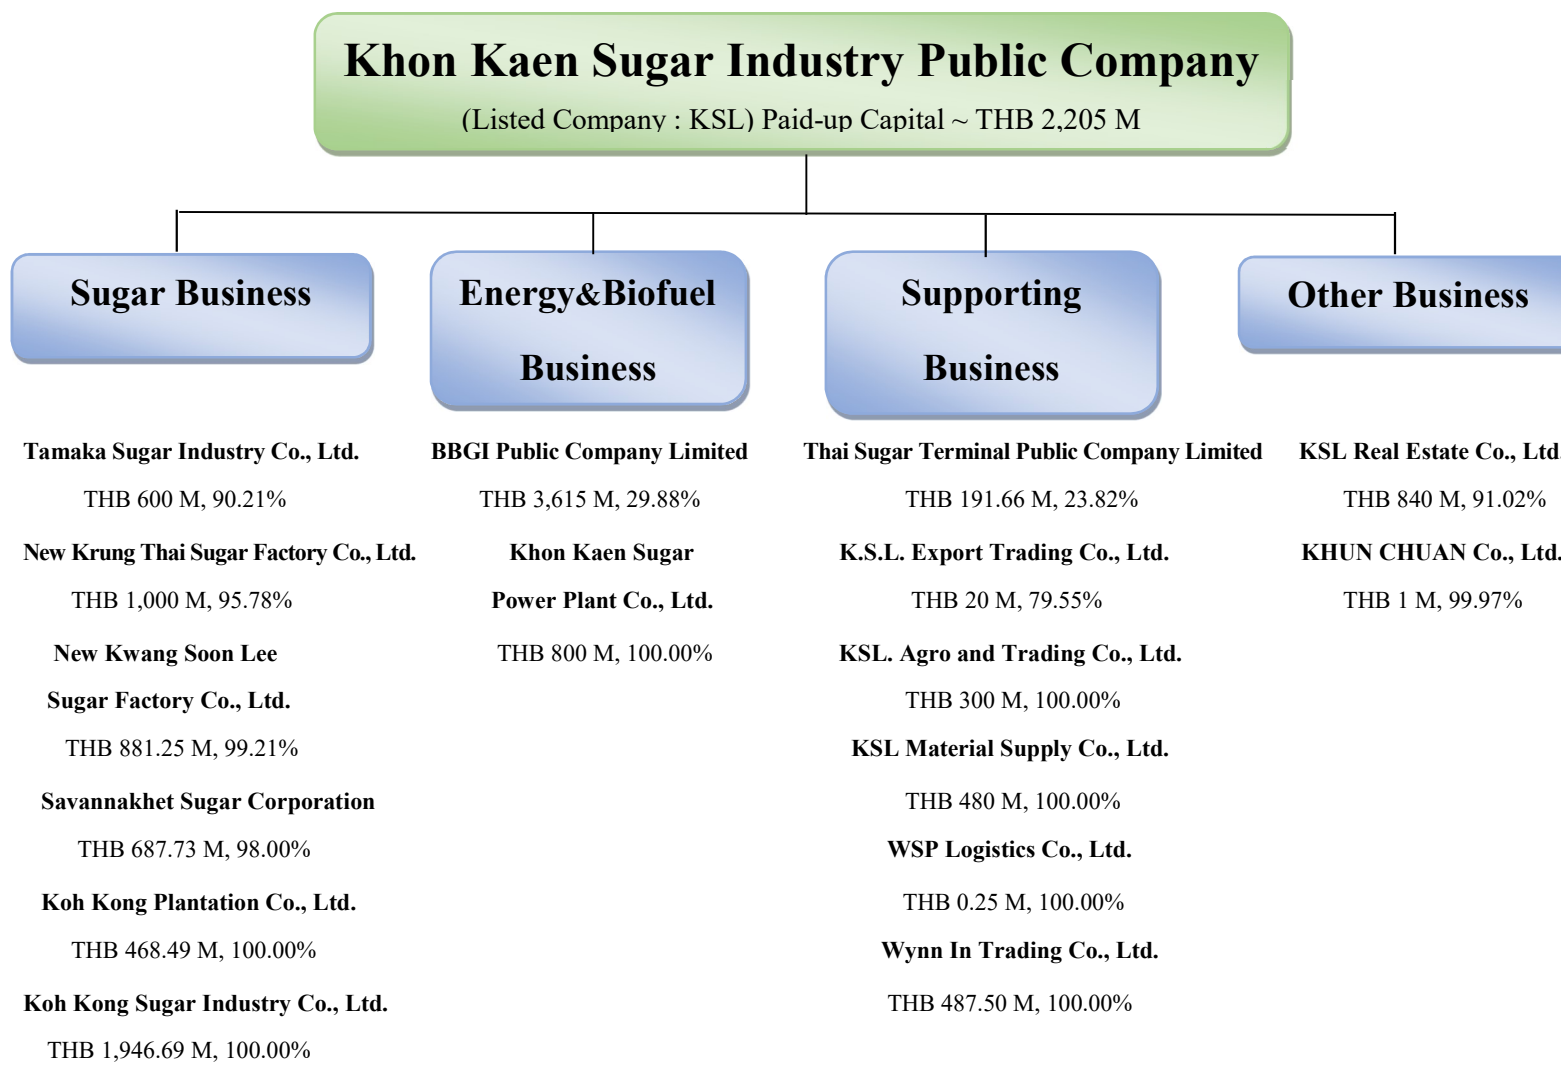 Khon Kaen Sugar Industry Public Company
(Listed Company : KSL) Paid-up Capital ~ THB 2,205 M
Sugar Business
Energy&Biofuel
Business
Supporting
Business
Other Business
Tamaka Sugar Industry Co., Ltd.
THB 600 M, 90.21%
New Krung Thai Sugar Factory Co., Ltd.
THB 1,000 M, 95.78%
New Kwang Soon Lee
Sugar Factory Co., Ltd.
THB 881.25 M, 99.21%
Savannakhet Sugar Corporation
THB 687.73 M, 98.00%
Koh Kong Plantation Co., Ltd.
THB 468.49 M, 100.00%
Koh Kong Sugar Industry Co., Ltd.
THB 1,946.69 M, 100.00%
BBGI Public Company Limited
THB 3,615 M, 29.88%
Khon Kaen Sugar
Power Plant Co., Ltd.
THB 800 M, 100.00%
Thai Sugar Terminal Public Company Limited
THB 191.66 M, 23.82%
K.S.L. Export Trading Co., Ltd.
THB 20 M, 79.55%
KSL. Agro and Trading Co., Ltd.
THB 300 M, 100.00%
KSL Material Supply Co., Ltd.
THB 480 M, 100.00%
WSP Logistics Co., Ltd.
THB 0.25 M, 100.00%
Wynn In Trading Co., Ltd.
THB 487.50 M, 100.00%
KSL Real Estate Co., Ltd.
THB 840 M, 91.02%
KHUN CHUAN Co., Ltd.
THB 1 M, 99.97%